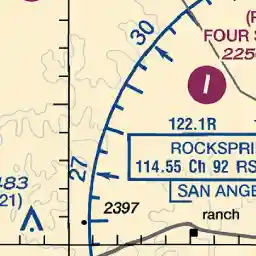 (P
FOUR S
2250
30
I
122.1R
ROCKSPRI
114.55 Ch 92 RS
27
SAN ANGE
483
21)
2397
ranch